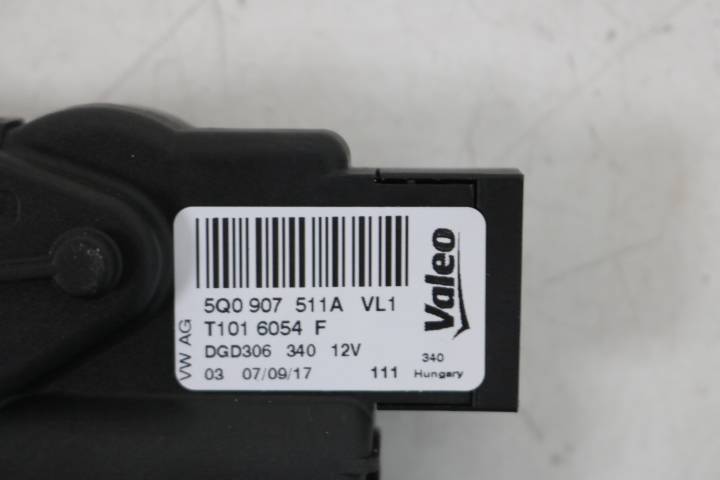 5Q0 907 511A VL1
T101 6054 F
DGD306 340 12V
03 07/09/17 111
VW AG
Valeo
340
Hungary